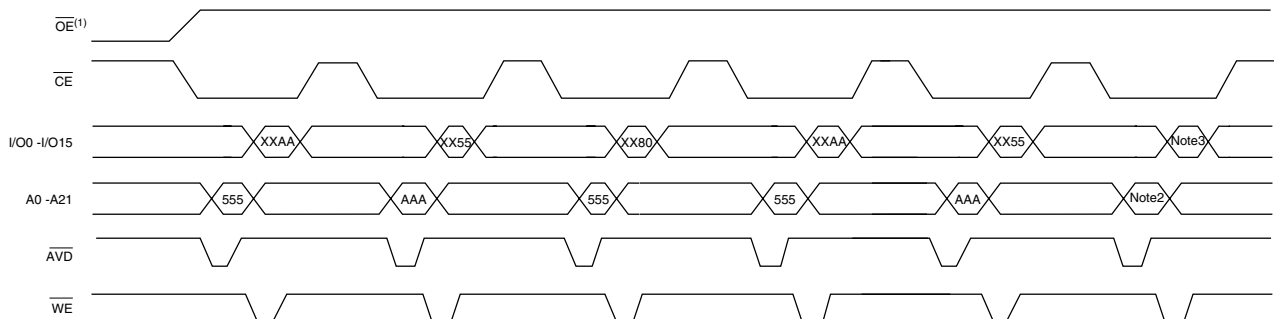 OE(1)
CE
I/O0 -I/O15 XXAA XX55 XX80 XXAA XX55 Note3
A0 -A21 555 AAA 555 555 AAA Note2
AVD
WE